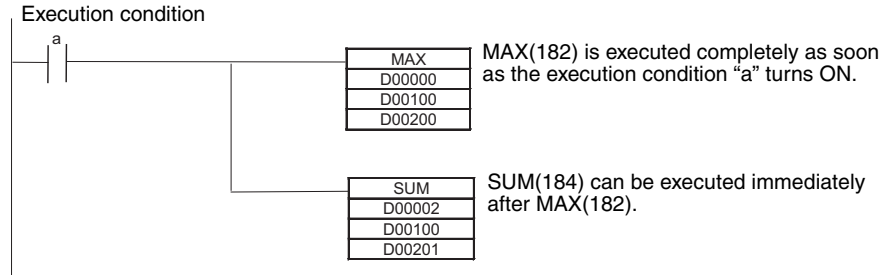 Execution condition
a
MAX
D00000
D00100
D00200
MAX(182) is executed completely as soon
as the execution condition “a” turns ON.
SUM
D00002
D00100
D00201
SUM(184) can be executed immediately
after MAX(182).